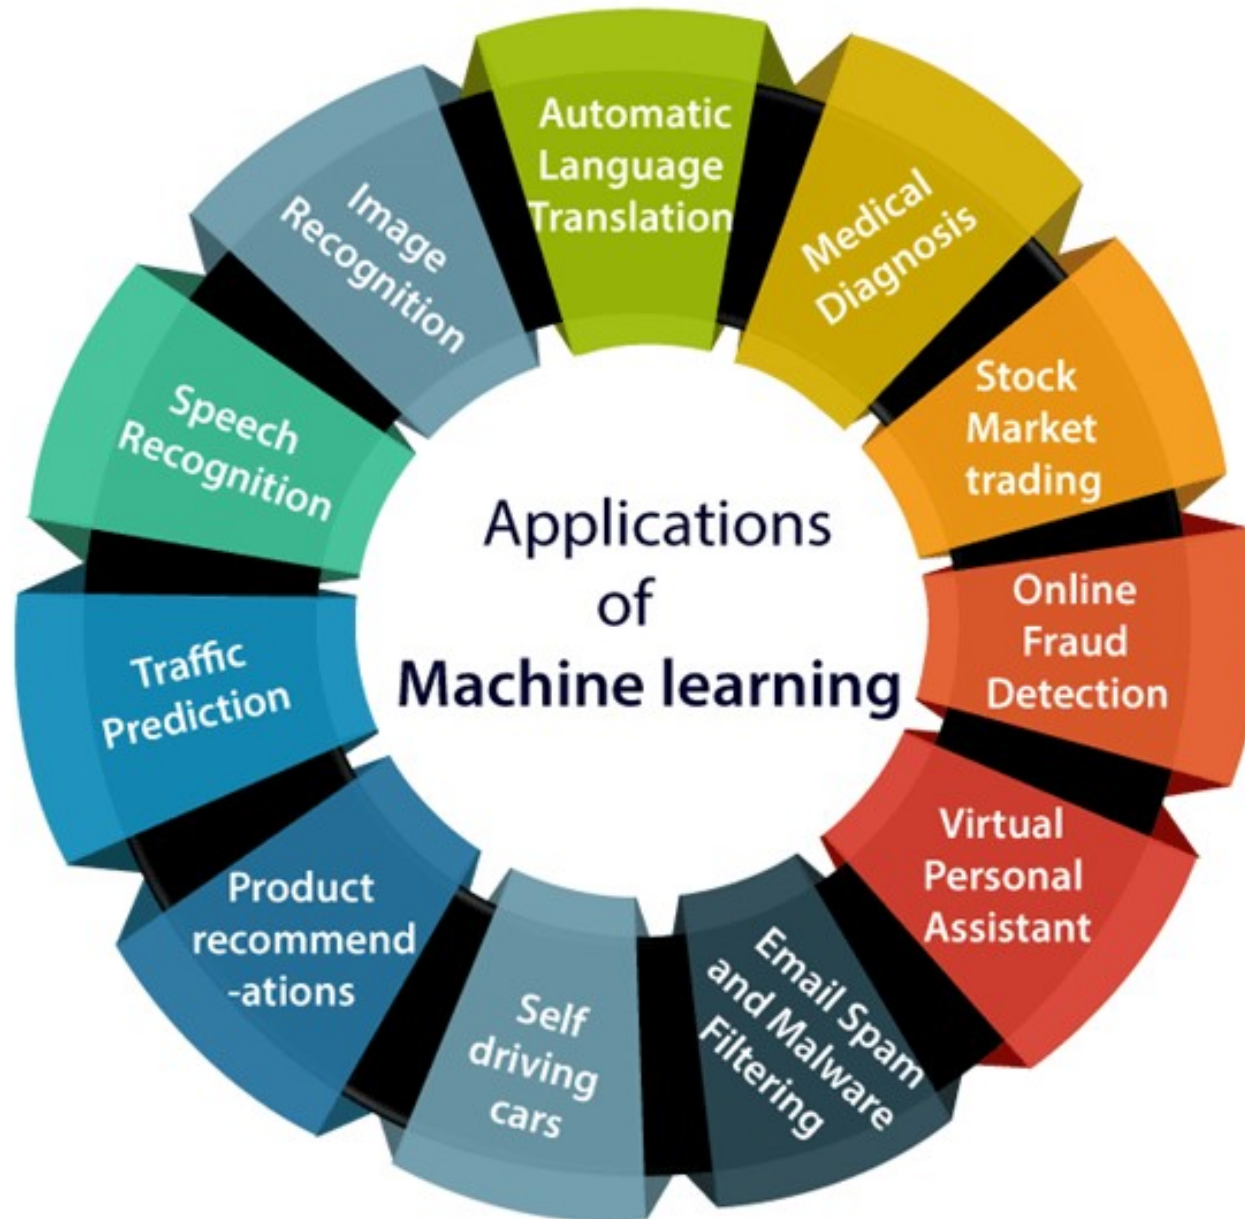 Applications
of
Machine learning
Automatic
Language
Translation
Medical
Diagnosis
Stock
Market
trading
Online
Fraud
Detection
Virtual
Personal
Assistant
Email Spam
and Malware
Filtering
Self
driving
cars
Product
recommend
-ations
Traffic
Prediction
Speech
Recognition
Image
Recognition